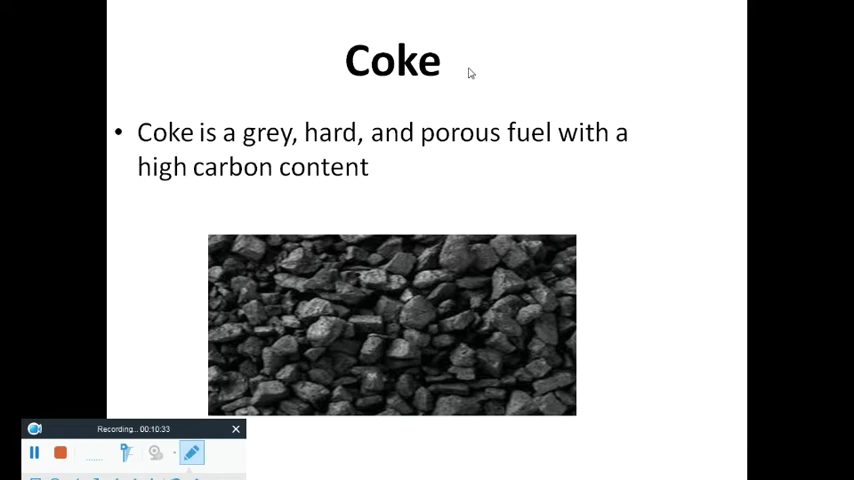 Coke
• Coke is a grey, hard, and porous fuel with a
high carbon content
Recording... 00:10:33